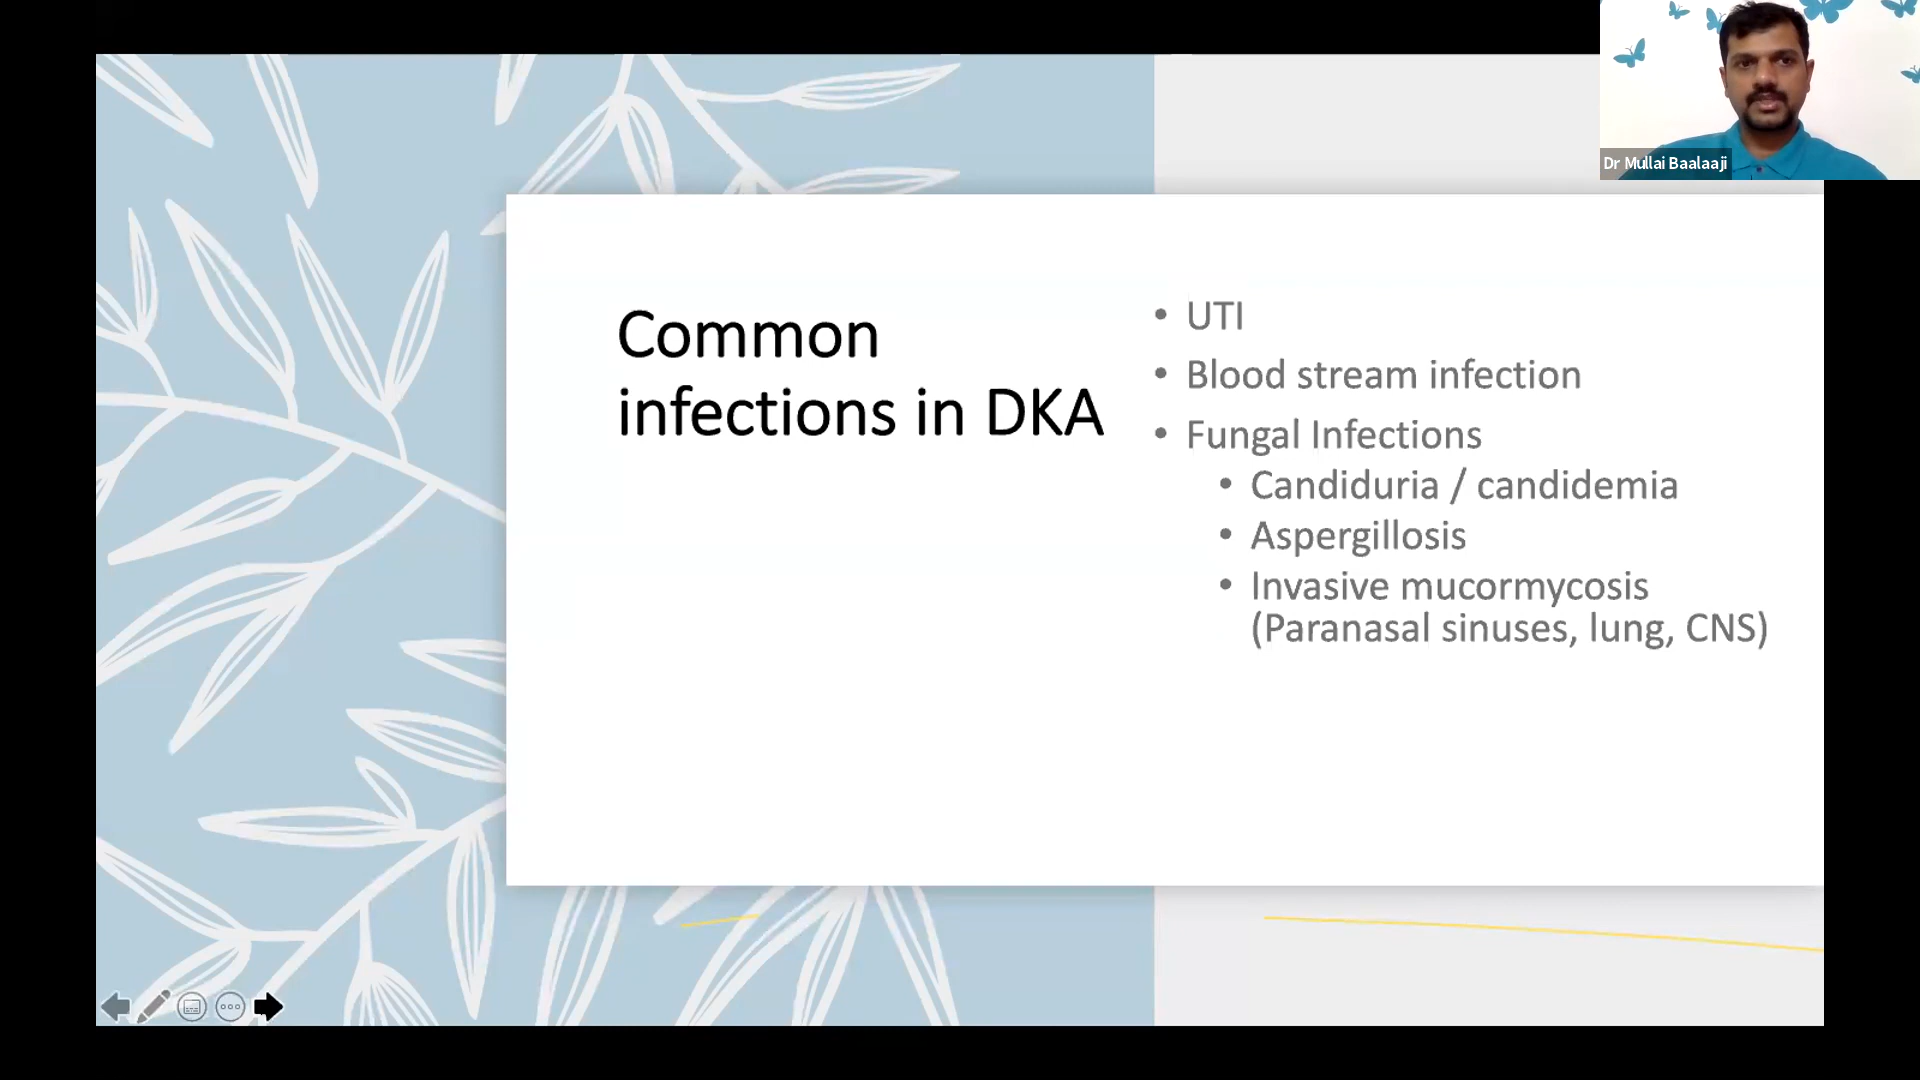 Dr Mullai Baalaaji
Common
infections in DKA
• UTI
• Blood stream infection
• Fungal Infections
• Candiduria / candidemia
• Aspergillosis
• Invasive mucormycosis
(Paranasal sinuses, lung, CNS)